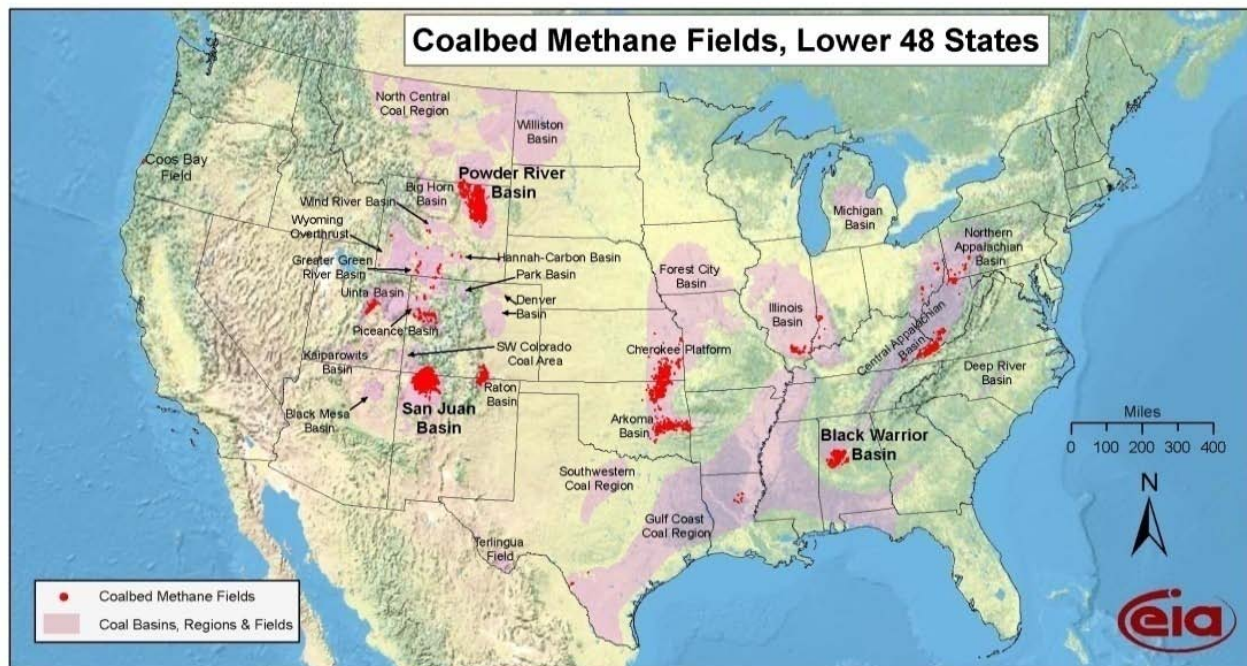 Coalbed Methane Fields, Lower 48 States
North Central
Coal Region
Williston
Basin
Coos Bay
Field
Powder River
Basin
Big Horn
Basin
Wind River Basin
Wyoming
Overthrust
Greater Green
River Basin
Hannah-Carbon Basin
Park Basin
Uinta Basin
Denver
Basin
Piceance Basin
SW Colorado
Coal Area
Kaiparowits
Basin
Black Mesa
Basin
San Juan
Basin
Raton
Basin
Forest City
Basin
Cherokee Platform
Arkoma
Basin
Illinois
Basin
Michigan
Basin
Northern
Appalachian
Basin
Central Appalachian
Basin
Deep River
Basin
Black Warrior
Basin
Southwestern
Coal Region
Gulf Coast
Coal Region
Terlingua
Field
Miles
0 100 200 300 400
N
Coalbed Methane Fields
Coal Basins, Regions & Fields
eia